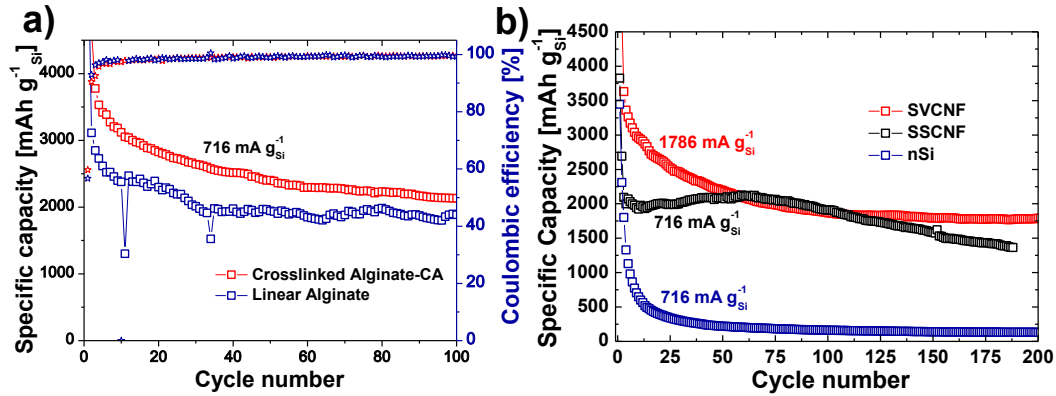 a)
Specific capacity [mAh g⁻¹Si]
4000
3000
2000
1000
0
716 mA g⁻¹Si
Crosslinked Alginate-CA
Linear Alginate
0 20 40 60 80 100
Cycle number
100
80
60
40
20
0
Coulombic efficiency [%]
b)
Specific Capacity [mAh g⁻¹Si]
4500
4000
3500
3000
2500
2000
1500
1000
500
0
SVCNF
SSCNF
nSi
1786 mA g⁻¹Si
716 mA g⁻¹Si
716 mA g⁻¹Si
0 25 50 75 100 125 150 175 200
Cycle number